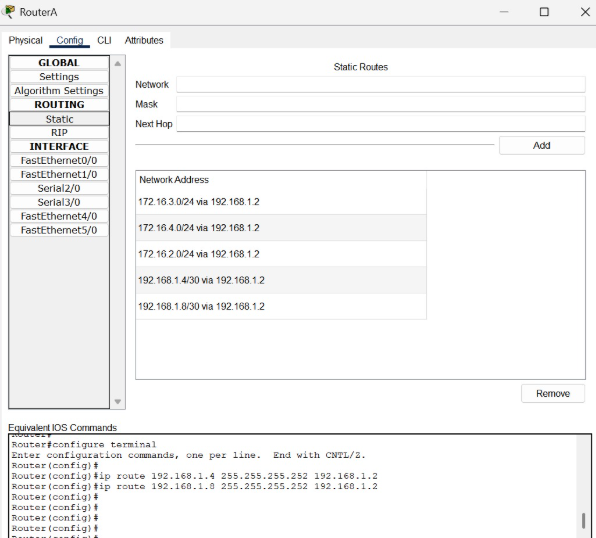 RouterA
Physical Config CLI Attributes
GLOBAL
Settings
Algorithm Settings
ROUTING
Static
RIP
INTERFACE
FastEthernet0/0
FastEthernet1/0
Serial2/0
Serial3/0
FastEthernet4/0
FastEthernet5/0
Static Routes
Network
Mask
Next Hop
Add
Network Address
172.16.3.0/24 via 192.168.1.2
172.16.4.0/24 via 192.168.1.2
172.16.2.0/24 via 192.168.1.2
192.168.1.4/30 via 192.168.1.2
192.168.1.8/30 via 192.168.1.2
Remove
Equivalent IOS Commands
Router#
Router#configure terminal
Enter configuration commands, one per line. End with CNTL/Z.
Router(config)#
Router(config)#ip route 192.168.1.4 255.255.255.252 192.168.1.2
Router(config)#ip route 192.168.1.8 255.255.255.252 192.168.1.2
Router(config)#
Router(config)#
Router(config)#
Router(config)#
Router(config)#